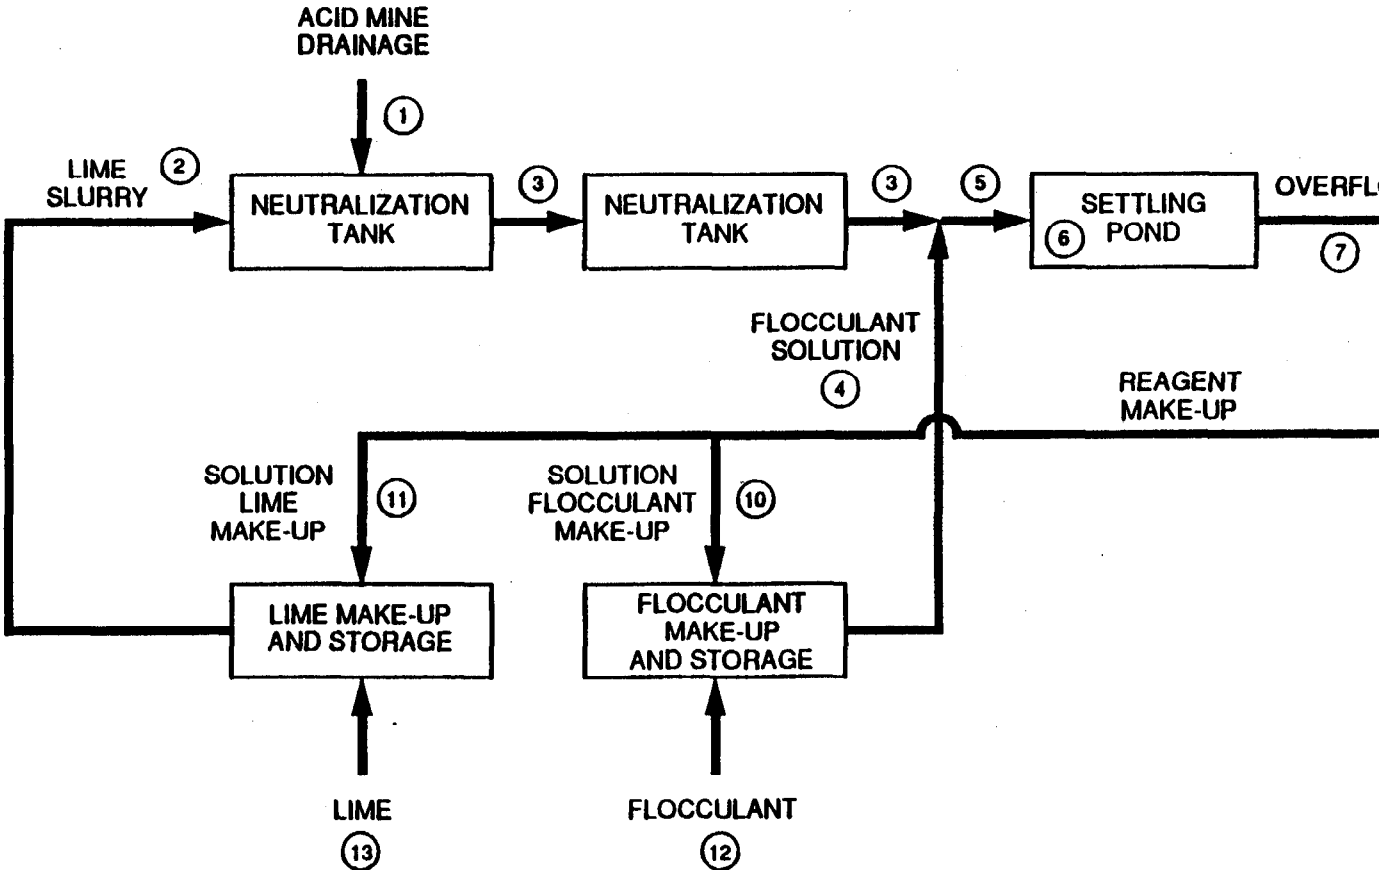 ACID MINE
DRAINAGE
1
LIME
SLURRY
2
NEUTRALIZATION
TANK
3
NEUTRALIZATION
TANK
3
5
SETTLING
POND
6
OVERFLO
7
FLOCCULANT
SOLUTION
4
REAGENT
MAKE-UP
SOLUTION
LIME
MAKE-UP
11
SOLUTION
FLOCCULANT
MAKE-UP
10
LIME MAKE-UP
AND STORAGE
FLOCCULANT
MAKE-UP
AND STORAGE
LIME
13
FLOCCULANT
12